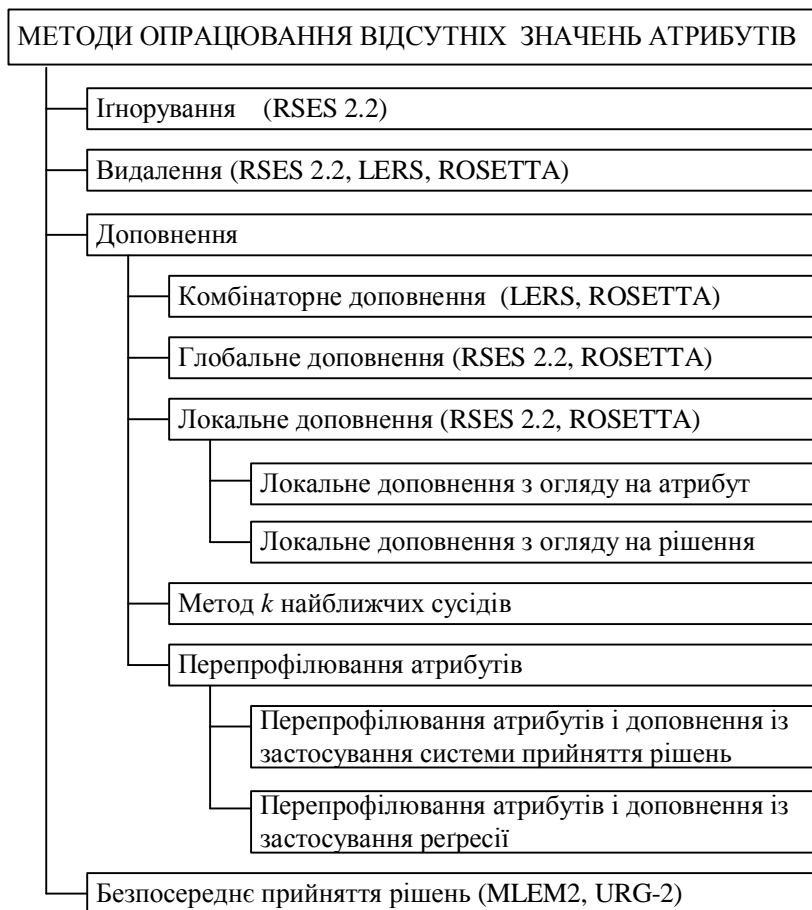 МЕТОДИ ОПРАЦЮВАННЯ ВІДСУТНІХ ЗНАЧЕНЬ АТРИБУТІВ
Іґнорування (RSES 2.2)
Видалення (RSES 2.2, LERS, ROSETTA)
Доповнення
Комбінаторне доповнення (LERS, ROSETTA)
Глобальне доповнення (RSES 2.2, ROSETTA)
Локальне доповнення (RSES 2.2, ROSETTA)
Локальне доповнення з огляду на атрибут
Локальне доповнення з огляду на рішення
Метод k найближчих сусідів
Перепрофілювання атрибутів
Перепрофілювання атрибутів і доповнення із
застосування системи прийняття рішень
Перепрофілювання атрибутів і доповнення із
застосування реґресії
Безпосереднє прийняття рішень (MLEM2, URG-2)